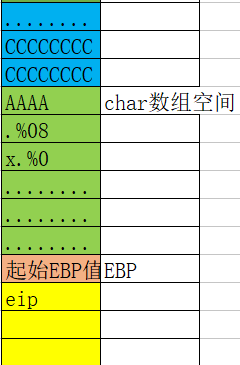 ........
CCCCCCCC
CCCCCCCC
AAAA char数组空间
.%08
x.%0
........
........
........
起始EBP值 EBP
eip